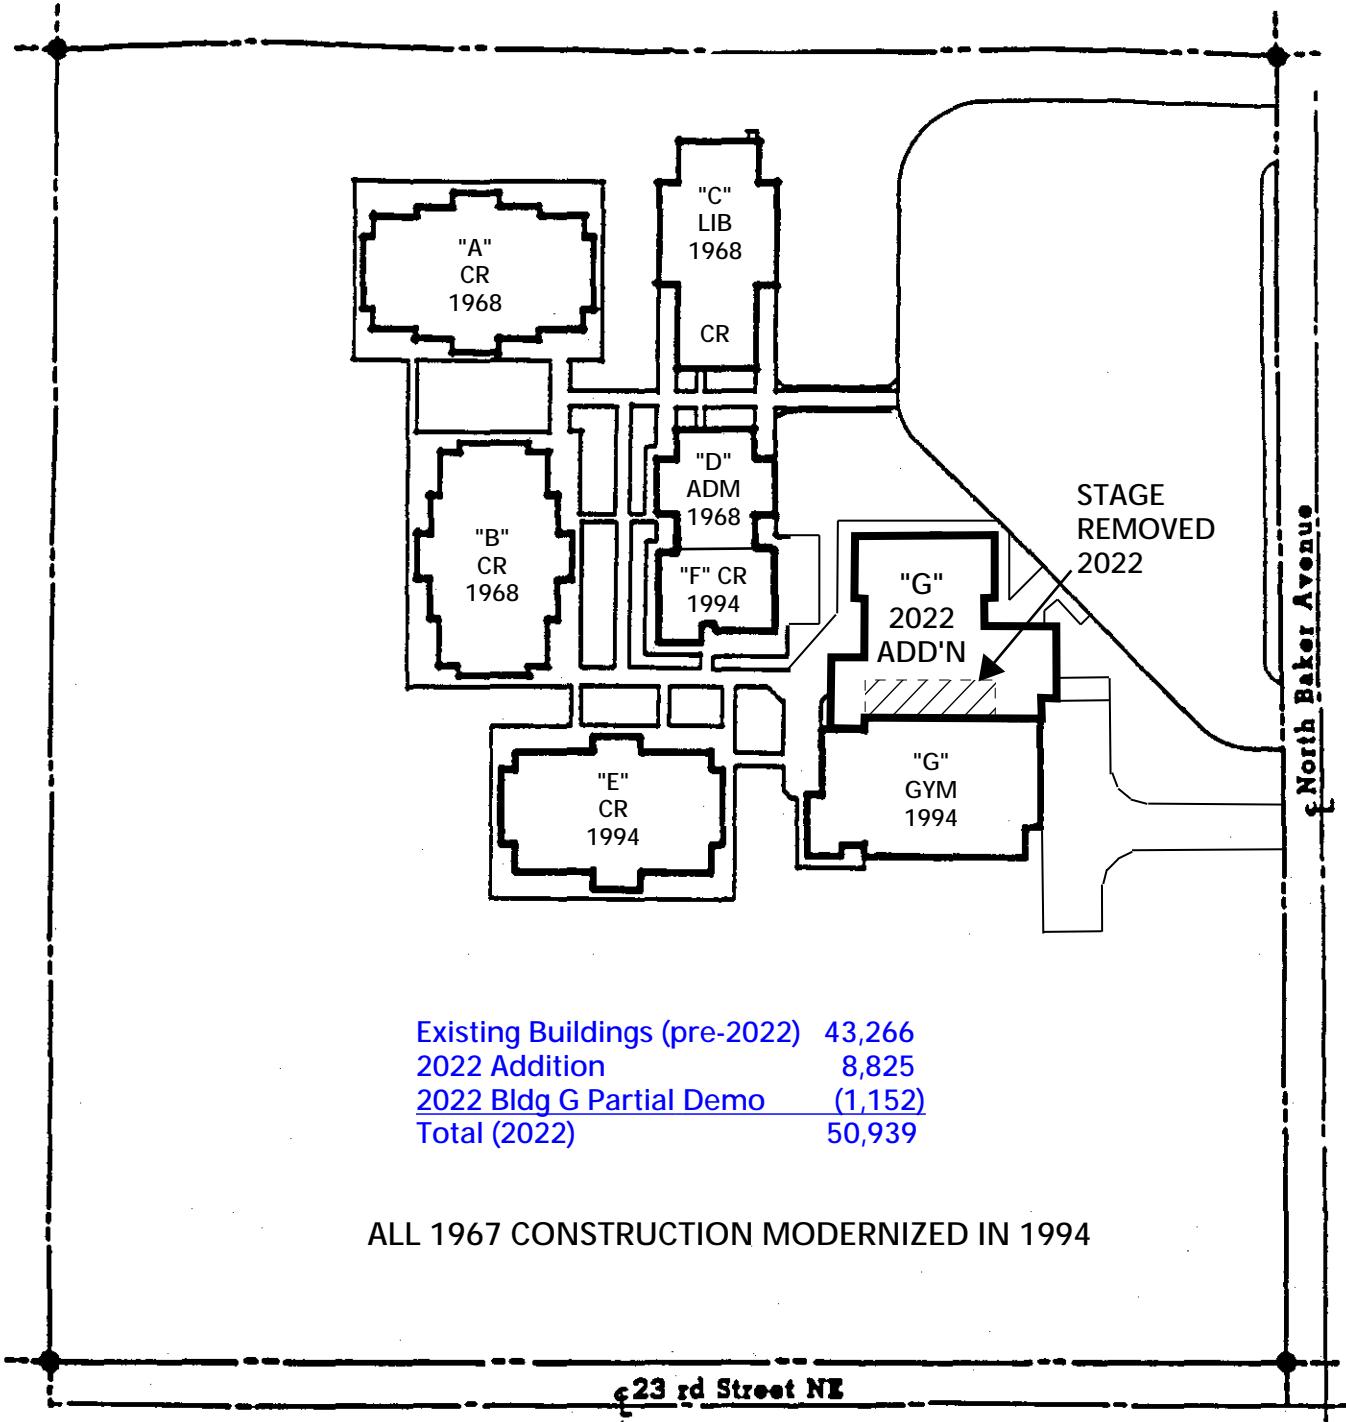 "C"
LIB
1968
CR
"A"
CR
1968
"D"
ADM
1968
"F" CR
1994
"B"
CR
1968
STAGE
REMOVED
2022
"G"
2022
ADD'N
"G"
GYM
1994
"E"
CR
1994
North Baker Avenue
Existing Buildings (pre-2022) 43,266
2022 Addition 8,825
2022 Bldg G Partial Demo (1,152)
Total (2022) 50,939
ALL 1967 CONSTRUCTION MODERNIZED IN 1994
23 rd Street NE